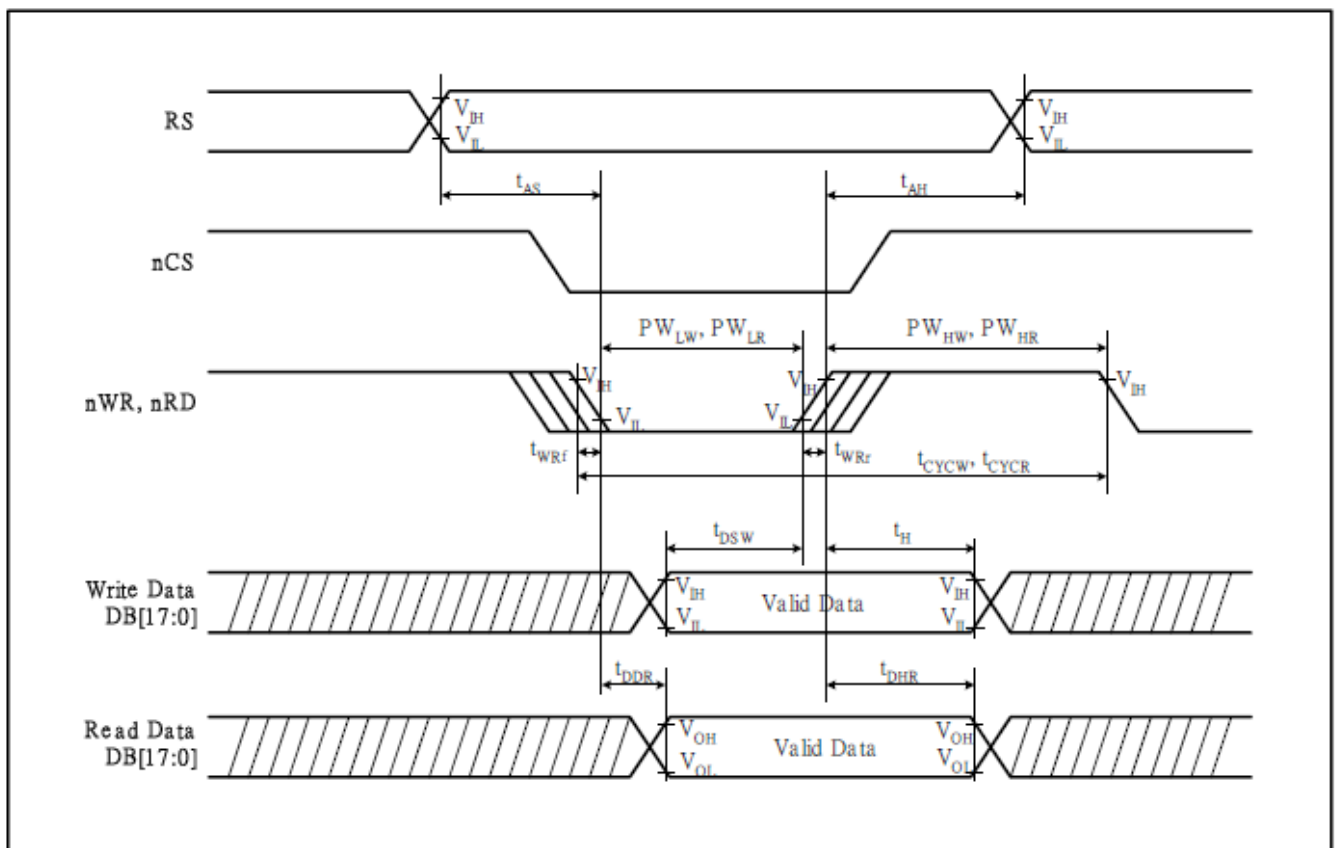 RS
V_IH
V_IL
V_IH
V_IL
t_AS
t_AH
nCS
PW_LW, PW_LR
PW_HW, PW_HR
nWR, nRD
V_IH
V_IL
V_IH
V_IL
V_IH
t_WRf
t_WRr
t_CYCW, t_CYCR
t_DSW
t_H
Write Data
DB[17:0]
V_IH
V_IL
Valid Data
V_IH
V_IL
t_DDR
t_DHR
Read Data
DB[17:0]
V_OH
V_OL
Valid Data
V_OH
V_OL